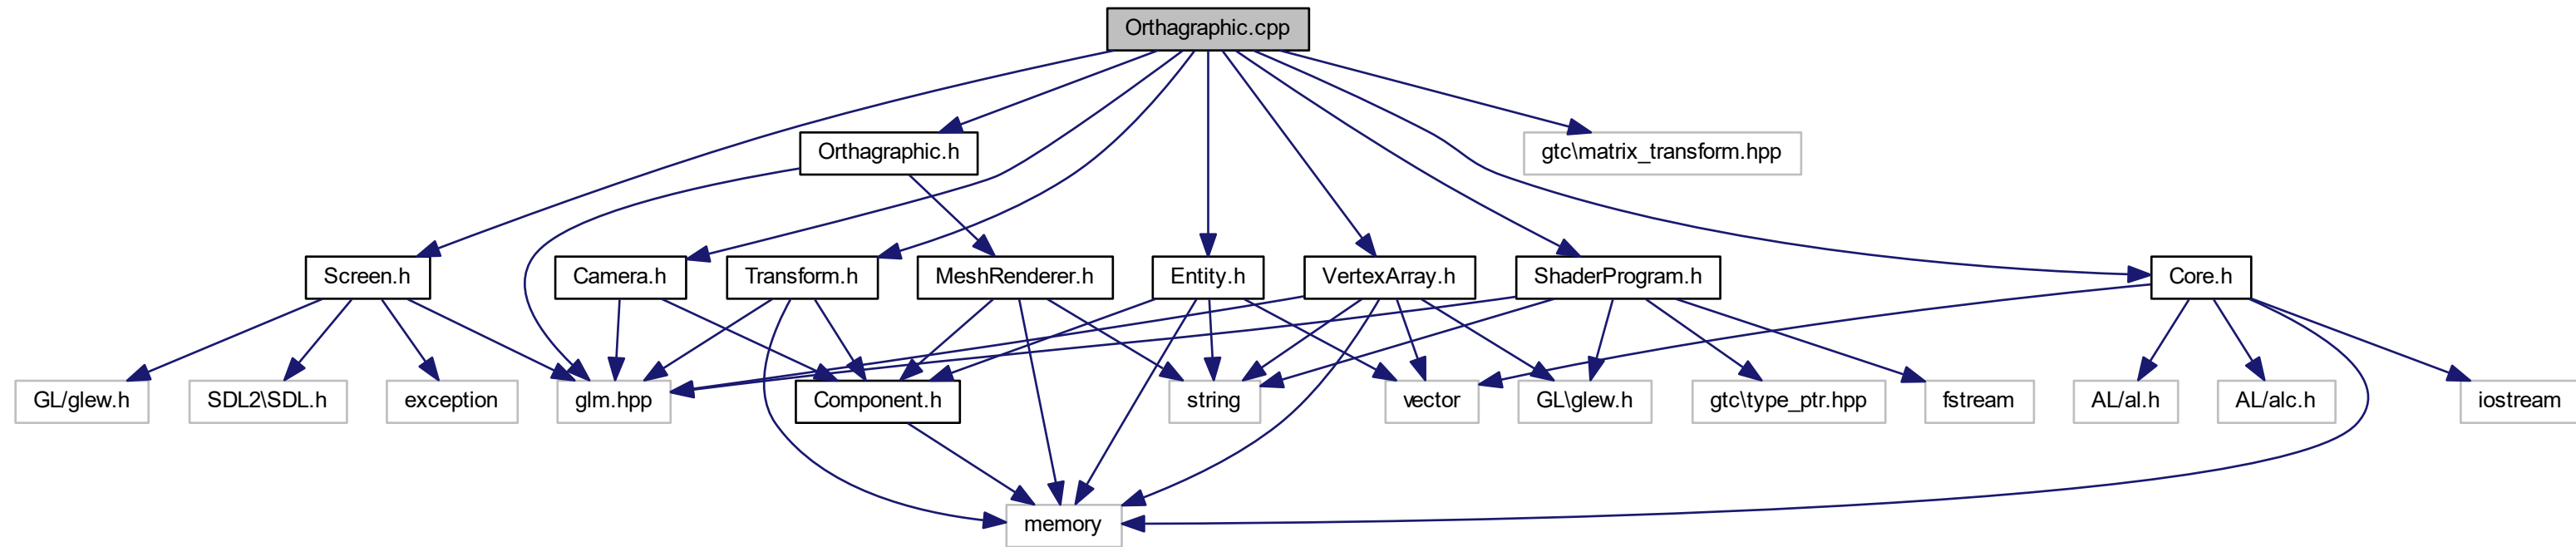 Orthagraphic.cpp
Orthagraphic.h
gtc\matrix_transform.hpp
Screen.h
Camera.h
Transform.h
MeshRenderer.h
Entity.h
VertexArray.h
ShaderProgram.h
Core.h
GL/glew.h
SDL2\SDL.h
exception
glm.hpp
Component.h
string
vector
GL\glew.h
gtc\type_ptr.hpp
fstream
AL/al.h
AL/alc.h
iostream
memory